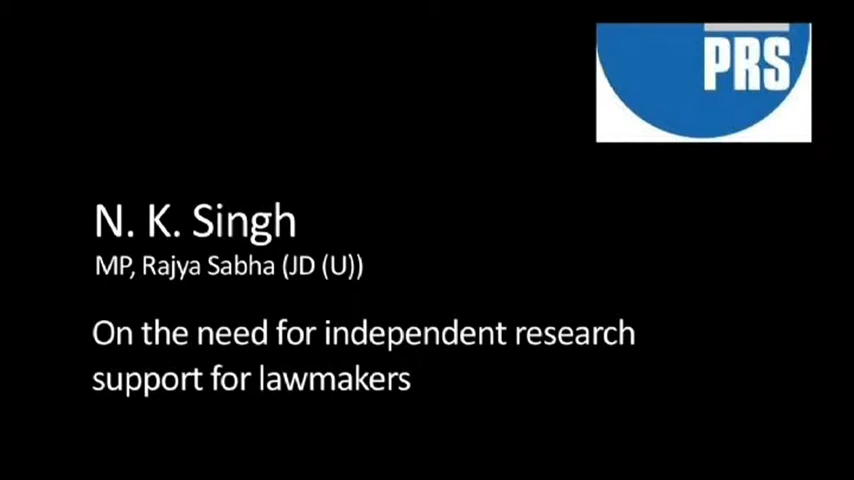 PRS
N. K. Singh
MP, Rajya Sabha (JD (U))
On the need for independent research
support for lawmakers